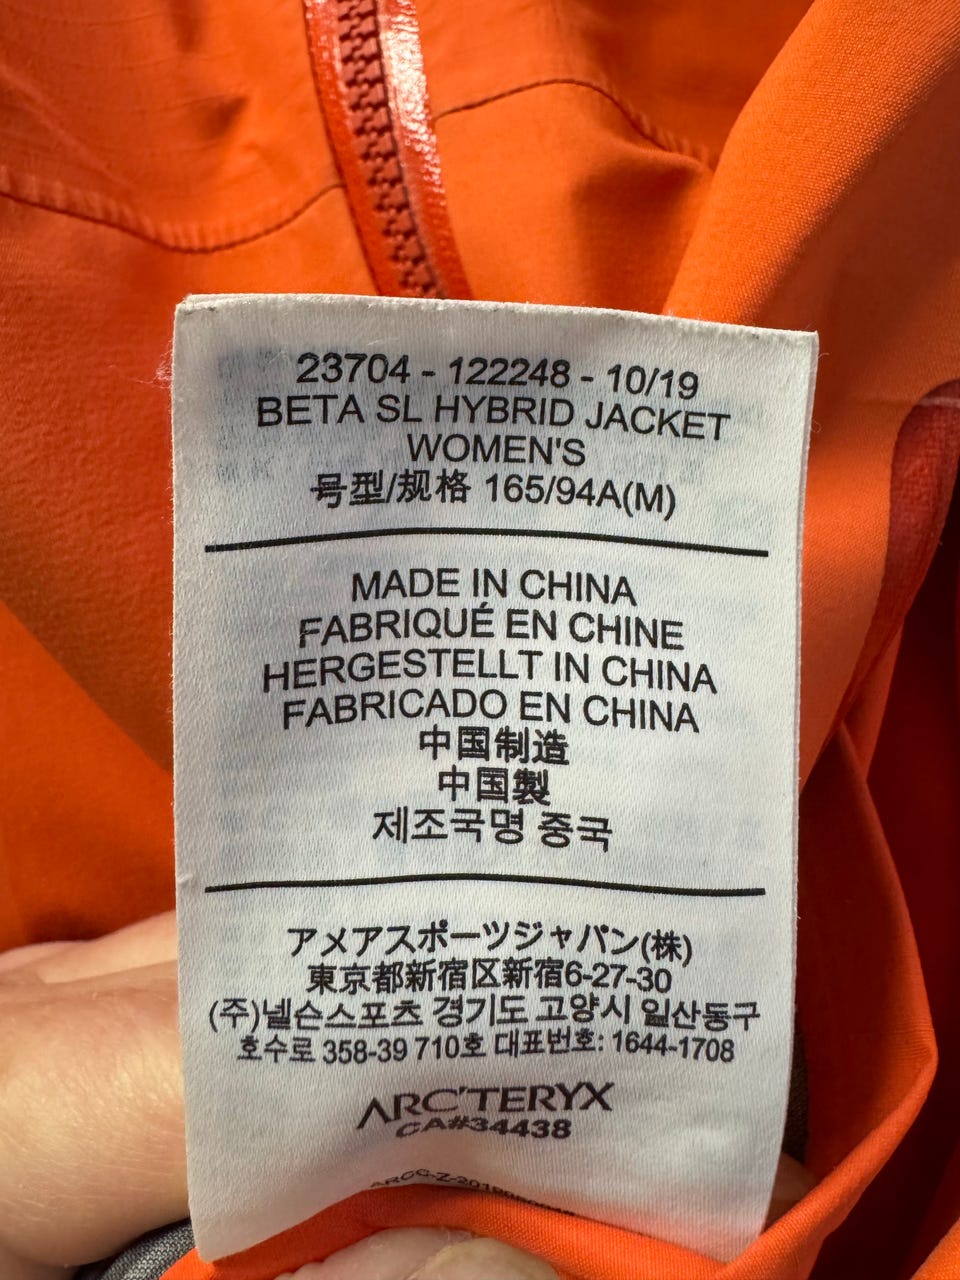 23704 - 122248 - 10/19
BETA SL HYBRID JACKET
WOMEN'S
号型/规格 165/94A(M)
MADE IN CHINA
FABRIQUÉ EN CHINE
HERGESTELLT IN CHINA
FABRICADO EN CHINA
中国制造
中国製
제조국명 중국
アメアスポーツジャパン(株)
東京都新宿区新宿6-27-30
(주)넬슨스포츠 경기도 고양시 일산동구
호수로 358-39 710호 대표번호: 1644-1708
ARC'TERYX
CA#34438